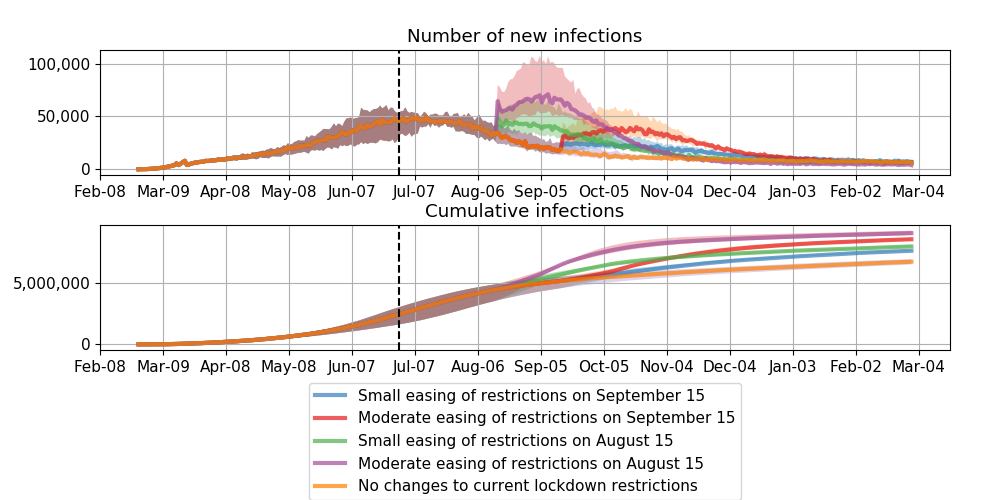 Number of new infections
100,000
50,000
0
Feb-08 Mar-09 Apr-08 May-08 Jun-07 Jul-07 Aug-06 Sep-05 Oct-05 Nov-04 Dec-04 Jan-03 Feb-02 Mar-04
Cumulative infections
5,000,000
0
Feb-08 Mar-09 Apr-08 May-08 Jun-07 Jul-07 Aug-06 Sep-05 Oct-05 Nov-04 Dec-04 Jan-03 Feb-02 Mar-04
Small easing of restrictions on September 15
Moderate easing of restrictions on September 15
Small easing of restrictions on August 15
Moderate easing of restrictions on August 15
No changes to current lockdown restrictions